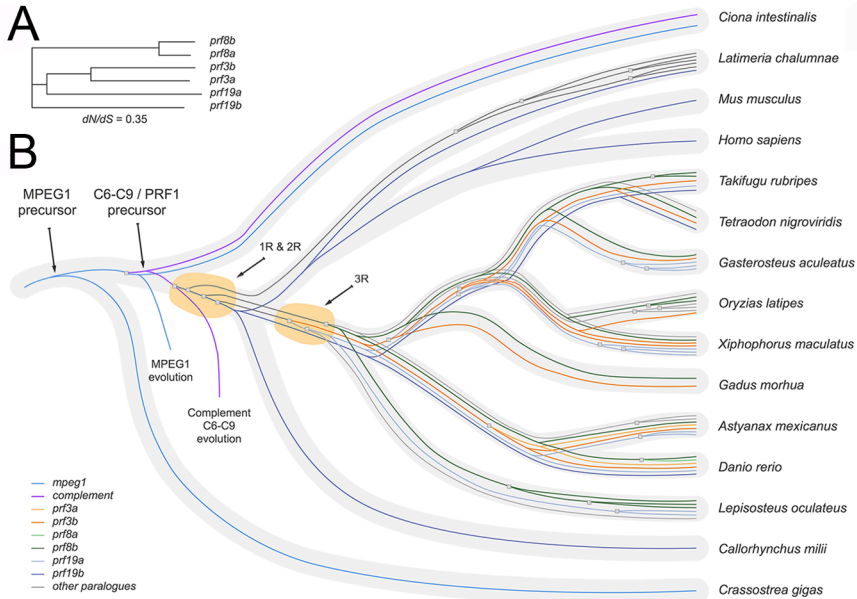 A
prf8b
prf8a
prf3b
prf3a
prf19a
prf19b
dN/dS = 0.35
B
MPEG1
precursor
C6-C9 / PRF1
precursor
1R & 2R
3R
MPEG1
evolution
Complement
C6-C9
evolution
Ciona intestinalis
Latimeria chalumnae
Mus musculus
Homo sapiens
Takifugu rubripes
Tetraodon nigroviridis
Gasterosteus aculeatus
Oryzias latipes
Xiphophorus maculatus
Gadus morhua
Astyanax mexicanus
Danio rerio
Lepisosteus oculateus
Callorhynchus milii
Crassostrea gigas
mpeg1
complement
prf3a
prf3b
prf8a
prf8b
prf19a
prf19b
other paralogues